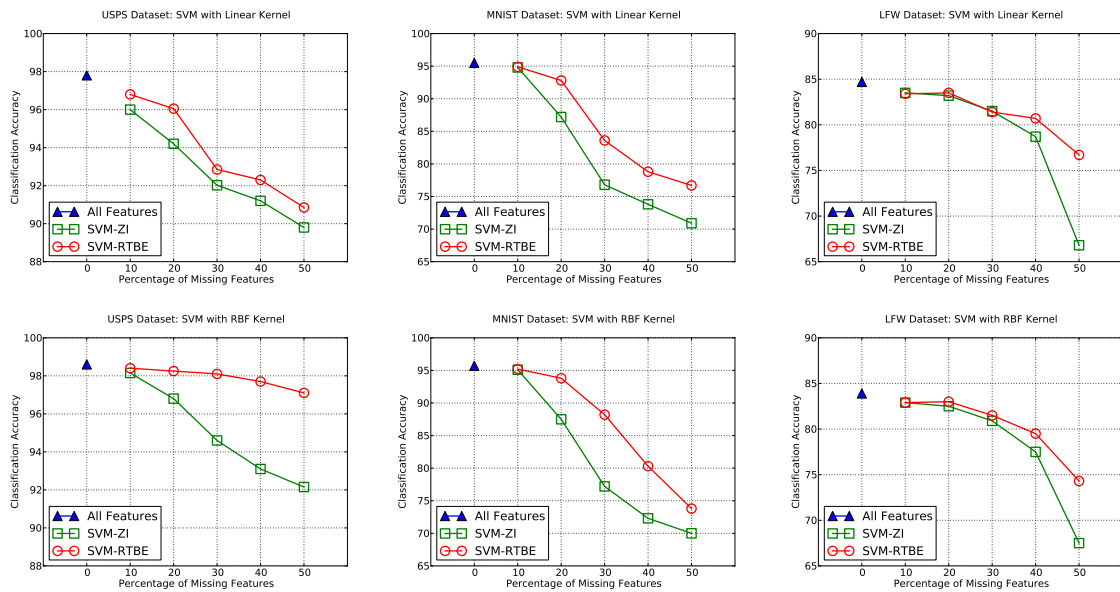 USPS Dataset: SVM with Linear Kernel
100
98
96
94
92
90
88
Classification Accuracy
All Features
SVM-ZI
SVM-RTBE
0 10 20 30 40 50
Percentage of Missing Features
MNIST Dataset: SVM with Linear Kernel
100
95
90
85
80
75
70
65
Classification Accuracy
All Features
SVM-ZI
SVM-RTBE
0 10 20 30 40 50
Percentage of Missing Features
LFW Dataset: SVM with Linear Kernel
90
85
80
75
70
65
Classification Accuracy
All Features
SVM-ZI
SVM-RTBE
0 10 20 30 40 50
Percentage of Missing Features
USPS Dataset: SVM with RBF Kernel
100
98
96
94
92
90
88
Classification Accuracy
All Features
SVM-ZI
SVM-RTBE
0 10 20 30 40 50
Percentage of Missing Features
MNIST Dataset: SVM with RBF Kernel
100
95
90
85
80
75
70
65
Classification Accuracy
All Features
SVM-ZI
SVM-RTBE
0 10 20 30 40 50
Percentage of Missing Features
LFW Dataset: SVM with RBF Kernel
90
85
80
75
70
65
Classification Accuracy
All Features
SVM-ZI
SVM-RTBE
0 10 20 30 40 50
Percentage of Missing Features